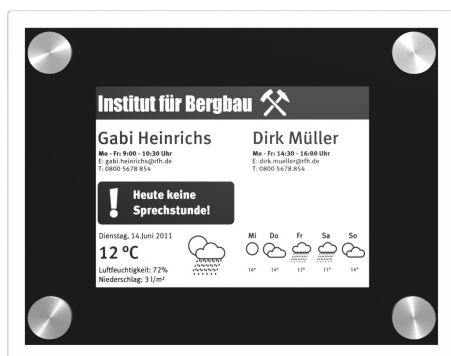 Institut für Bergbau
Gabi Heinrichs
Mo - Fr: 9:00 - 10:30 Uhr
E: gabi.heinrichs@rfh.de
T: 0800 5678 854
Dirk Müller
Mo - Fr: 14:30 - 16:00 Uhr
E: dirk.mueller@rfh.de
T: 0800 5678 854
! Heute keine
Sprechstunde!
Dienstag, 14.Juni 2011
12 ºC
Luftfeuchtigkeit: 72%
Niederschlag: 3 l/m²
Mi Do Fr Sa So
16° 14° 12° 11° 14°